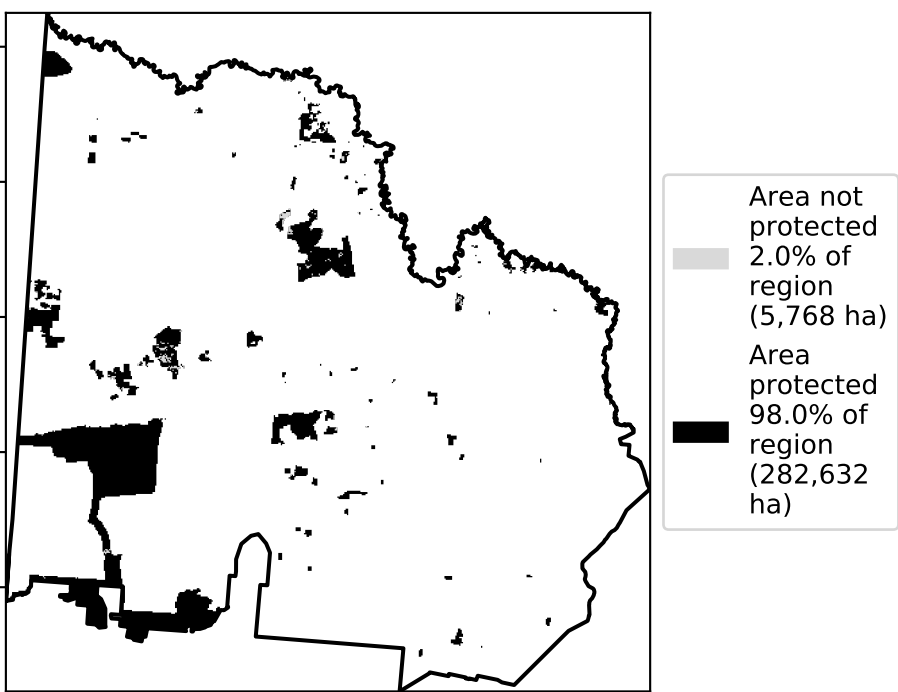 Area not
protected
2.0% of
region
(5,768 ha)
Area
protected
98.0% of
region
(282,632
ha)